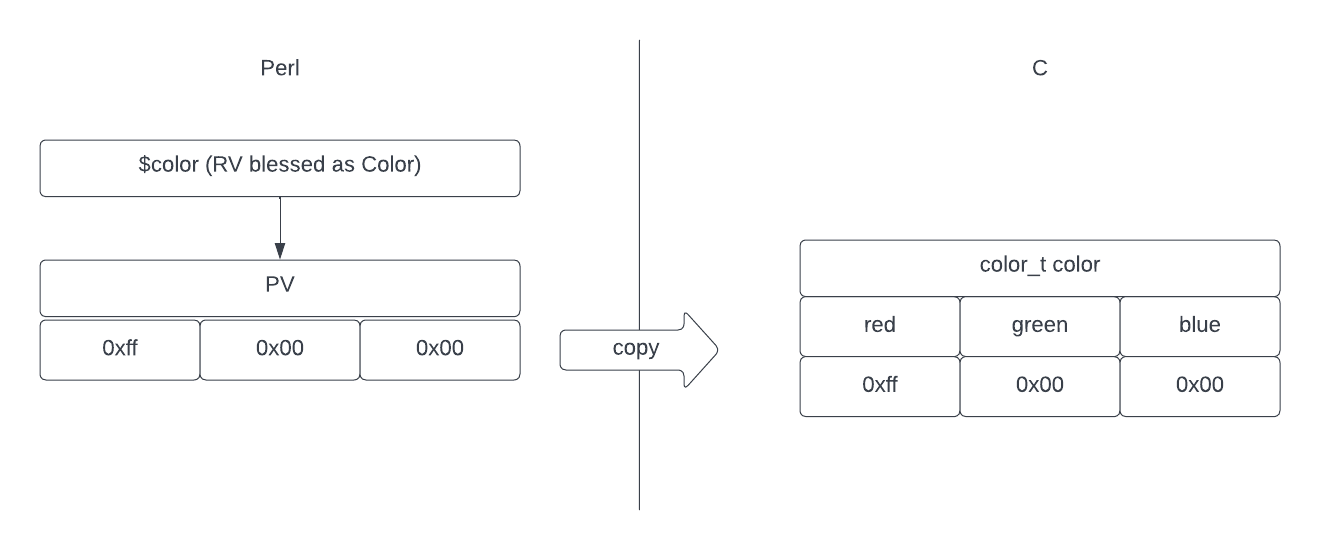 Perl
$color (RV blessed as Color)
PV
0xff 0x00 0x00
copy
C
color_t color
red green blue
0xff 0x00 0x00